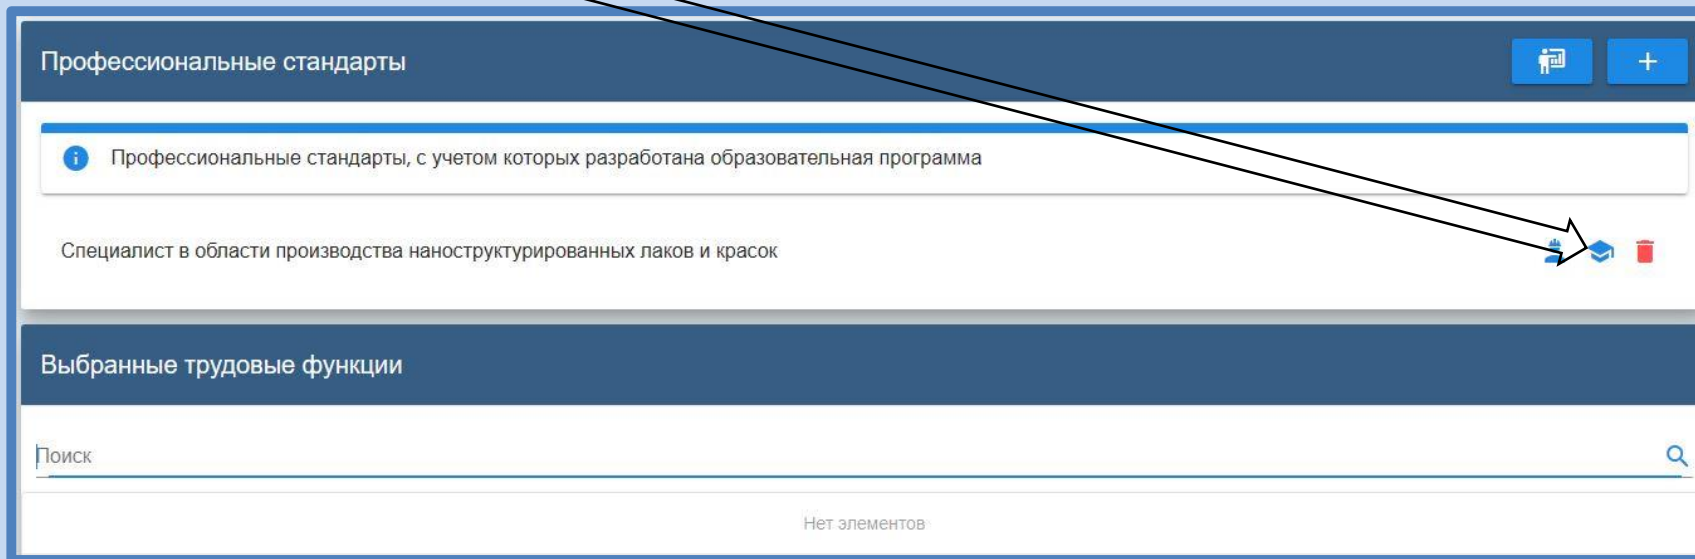 Профессиональные стандарты
Профессиональные стандарты, с учетом которых разработана образовательная программа
Специалист в области производства наноструктурированных лаков и красок
Выбранные трудовые функции
Поиск
Нет элементов